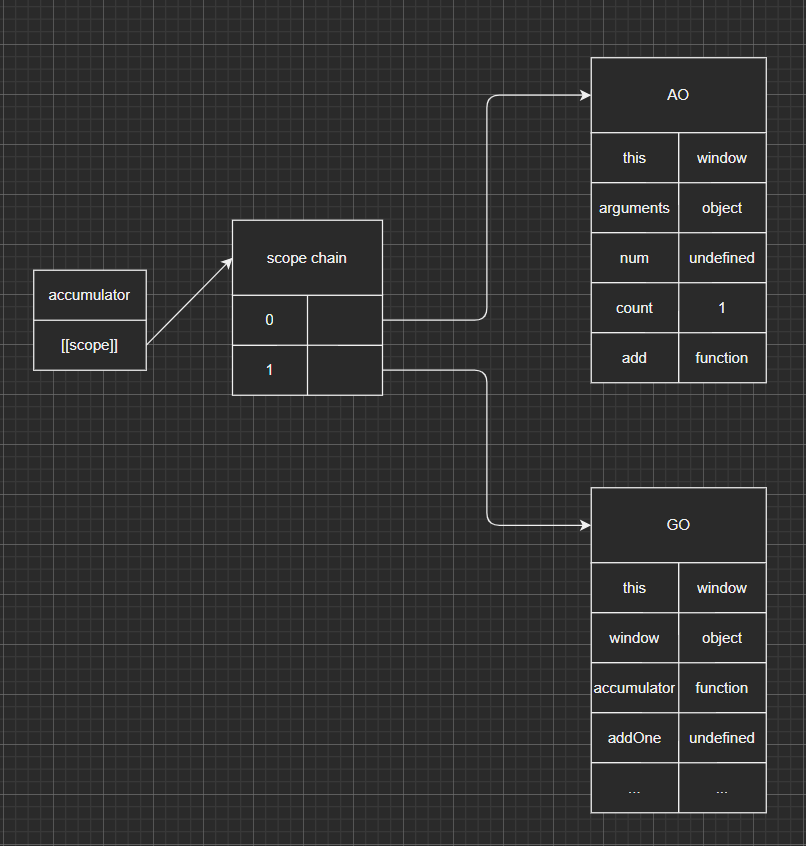 accumulator
[[scope]]
scope chain
0
1
AO
this window
arguments object
num undefined
count 1
add function
GO
this window
window object
accumulator function
addOne undefined
... ...